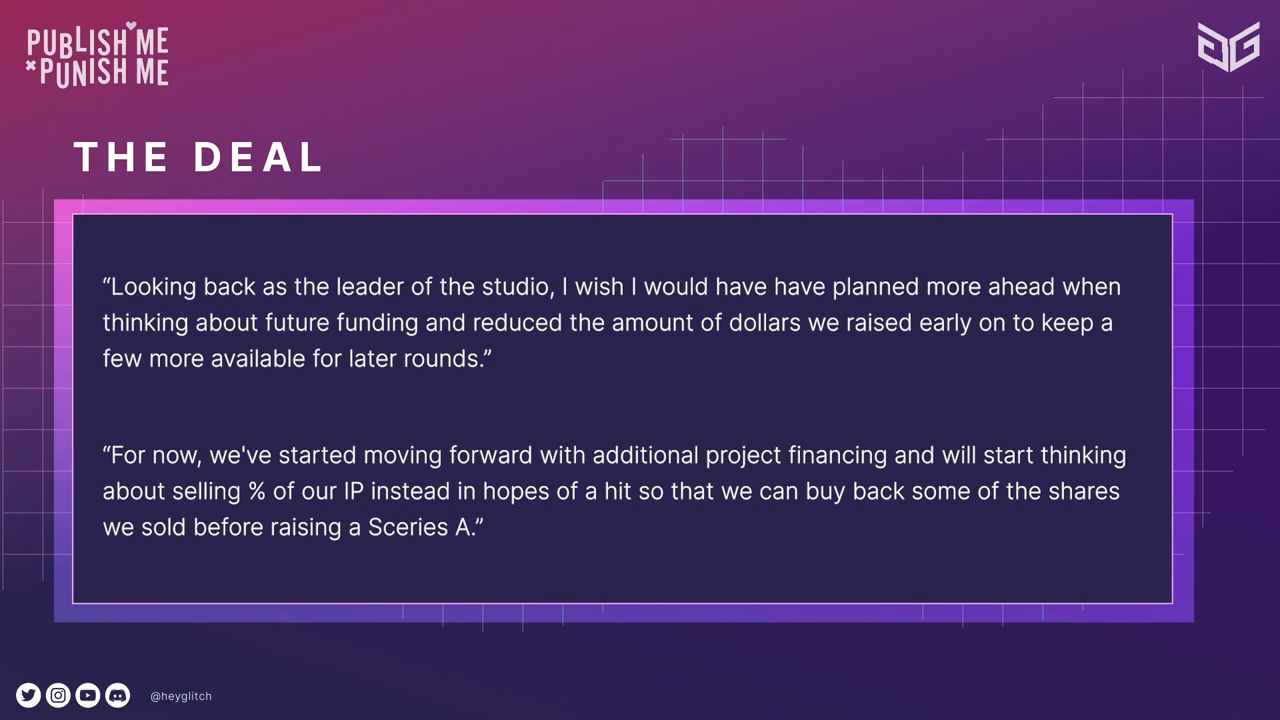 PUBLISH ME
PUNISH ME
THE DEAL
“Looking back as the leader of the studio, I wish I would have have planned more ahead when
thinking about future funding and reduced the amount of dollars we raised early on to keep a
few more available for later rounds.”
“For now, we've started moving forward with additional project financing and will start thinking
about selling % of our IP instead in hopes of a hit so that we can buy back some of the shares
we sold before raising a Sceries A.”
@heyglitch